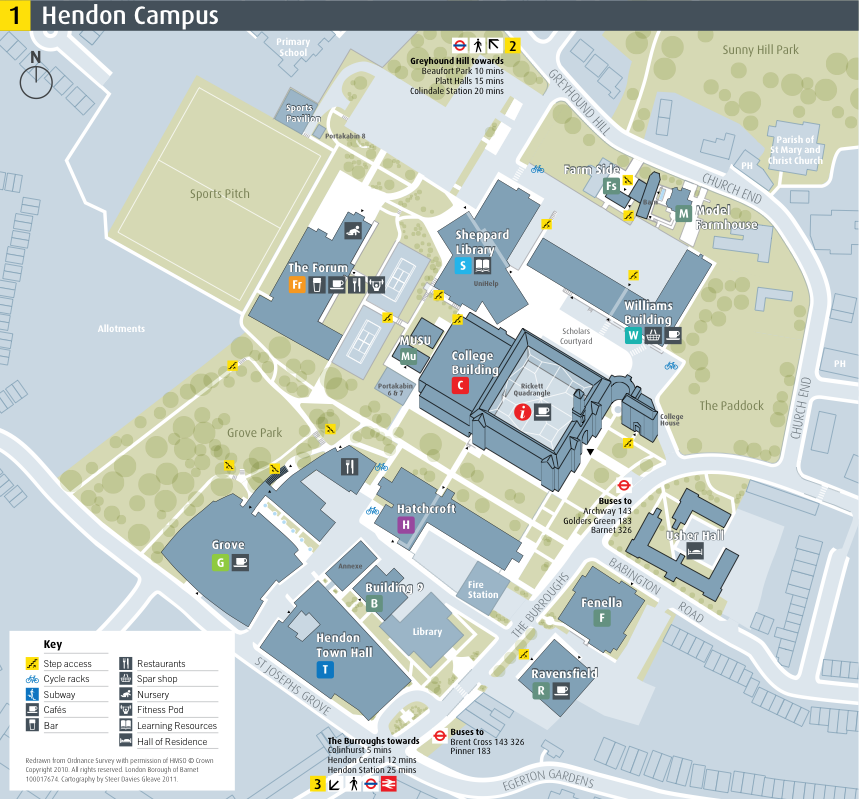 1 Hendon Campus
N
Primary
School
2
Greyhound Hill towards
Beaufort Park 10 mins
Platt Halls 15 mins
Colindale Station 20 mins
Sunny Hill Park
GREYHOUND HILL
Sports
Pavilion
Portakabin 8
Parish of
St Mary and
Christ Church
PH
Farm Side
Fs
Barn
CHURCH END
M
Model
Farmhouse
Sports Pitch
Sheppard
Library
S
UniHelp
The Forum
Fr
Williams
Building
W
Allotments
Scholars
Courtyard
MUSU
Mu
College
Building
C
Rickett
Quadrangle
i
Portakabin
6 & 7
PH
College
House
The Paddock
CHURCH END
Grove Park
Buses to
Archway 143
Golders Green 183
Barnet 326
Hatchcroft
H
Usher Hall
Grove
G
Annexe
Building 9
B
Fire
Station
BABINGTON
ROAD
THE BURROUGHS
Fenella
F
Library
Hendon
Town Hall
T
Ravensfield
R
ST JOSEPHS GROVE
Key
Step access
Cycle racks
Subway
Cafés
Bar
Restaurants
Spar shop
Nursery
Fitness Pod
Learning Resources
Hall of Residence
Redrawn from Ordnance Survey with permission of HMSO © Crown
Copyright 2010. All rights reserved. London Borough of Barnet
100017674. Cartography by Steer Davies Gleave 2011.
The Burroughs towards
Colinhurst 5 mins
Hendon Central 12 mins
Hendon Station 25 mins
3
Buses to
Brent Cross 143 326
Pinner 183
EGERTON GARDENS